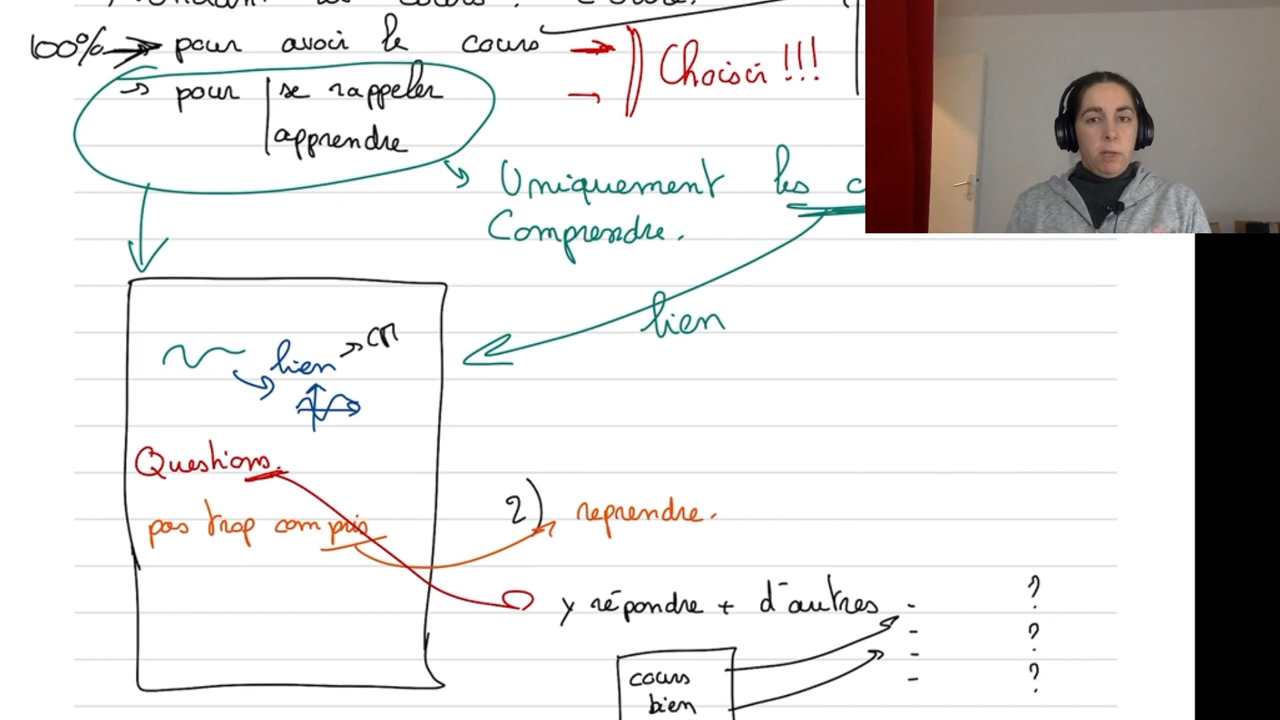 100% → pour avoir le cours → Choisir !!!
→ pour se rappeler →
apprendre
Uniquement les
Comprendre.
lien
lien → CM
Questions.
pas trop compris
2) reprendre.
y répondre + d'autres - ?
- ?
-
- ?
cours
bien